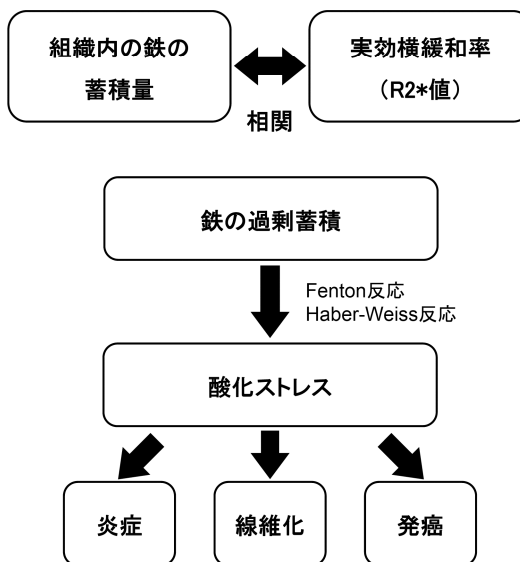 組織内の鉄の
蓄積量
実効横緩和率
（R2*値）
相関
鉄の過剰蓄積
Fenton反応
Haber-Weiss反応
酸化ストレス
炎症
線維化
発癌